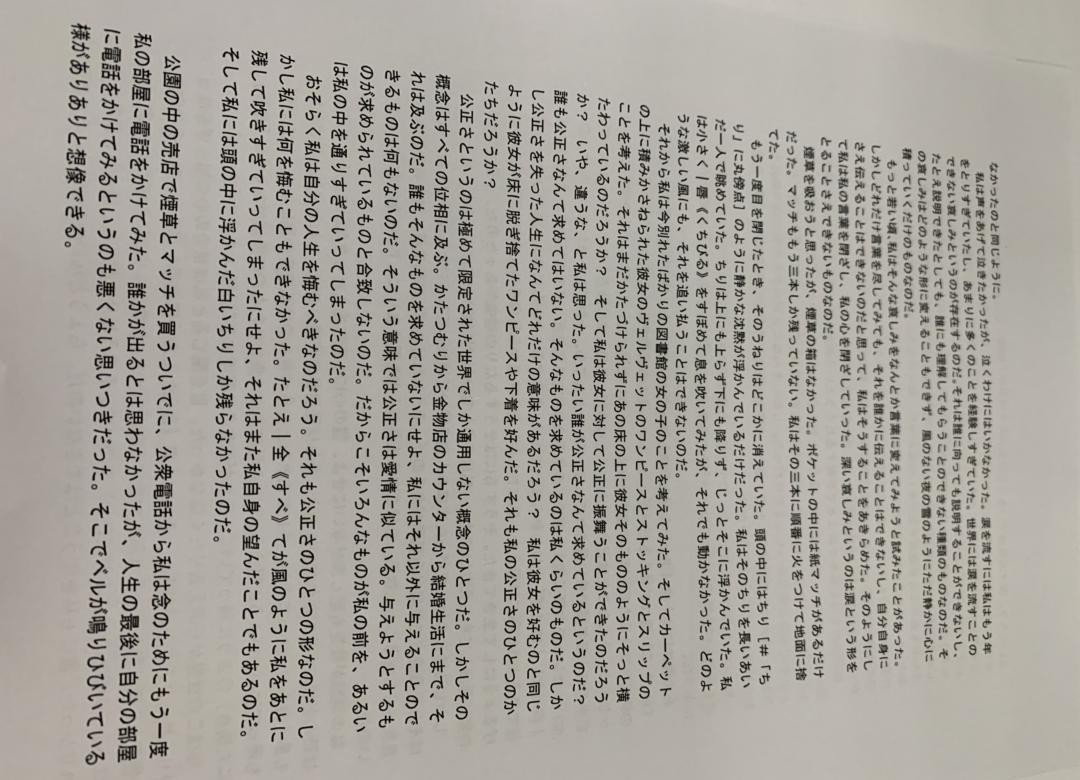 なかったのと同じように。
　私は声をあげて泣きたかったが、泣くわけにはいかなかった。涙を流すには私はもう年
をとりすぎていたし、あまりに多くのことを経験しすぎていた。世界には涙を流すことの
できない哀しみというのが存在するのだ。それは誰に向っても説明することができないし、
たとえ説明できたとしても、誰にも理解してもらうことのできない種類のものなのだ。そ
の哀しみはどのような形に変えることもできず、風のない夜の雪のようにただ静かに心に
積っていくだけのものなのだ。
　もっと若い頃、私はそんな哀しみをなんとか言葉に変えてみようと試みたことがあった。
しかしどれだけ言葉を尽してみても、それを誰かに伝えることはできないし、自分自身に
さえ伝えることはできないのだと思って、私はそうすることをあきらめた。そのようにし
て私は私の言葉を閉ざし、私の心を閉ざしていった。深い哀しみというのは涙という形を
とることさえできないものなのだ。
　煙草を吸おうと思ったが、煙草の箱はなかった。ポケットの中には紙マッチがあるだけ
だった。マッチももう三本しか残っていない。私はその三本に順番に火をつけて地面に捨
てた。
　もう一度目を閉じたとき、そのうねりはどこかに消えていた。頭の中にはちり［＃「ち
り」に丸傍点］のように静かな沈黙が浮かんでいるだけだった。私はそのちりを長いあい
だ一人で眺めていた。ちりは上にも上らず下にも降りず、じっとそこに浮かんでいた。私
は小さく｜唇《くちびる》をすぼめて息を吹いてみたが、それでも動かなかった。どのよ
うな激しい風にも、それを追い払うことはできないのだ。
　それから私は今別れたばかりの図書館の女の子のことを考えてみた。そしてカーペット
の上に積みかさねられた彼女のヴェルヴェットのワンピースとストッキングとスリップの
ことを考えた。それはまだかたづけられずにあの床の上に彼女そのもののようにそっと横
たわっているのだろうか？　そして私は彼女に対して公正に振舞うことができたのだろう
か？　いや、違うな、と私は思った。いったい誰が公正さなんて求めているというのだ？
誰も公正さなんて求めてはいない。そんなものを求めているのは私くらいのものだ。しか
し公正さを失った人生になんてどれだけの意味があるだろう？　私は彼女を好むのと同じ
ように彼女が床に脱ぎ捨てたワンピースや下着を好んだ。それも私の公正さのひとつのか
たちだろうか？
　公正さというのは極めて限定された世界でしか通用しない概念のひとつだ。しかしその
概念はすべての位相に及ぶ。かたつむりから金物店のカウンターから結婚生活にまで、そ
れは及ぶのだ。誰もそんなものを求めていないにせよ、私にはそれ以外に与えることので
きるものは何もないのだ。そういう意味では公正さは愛情に似ている。与えようとするも
のが求められているものと合致しないのだ。だからこそいろんなものが私の前を、あるい
は私の中を通りすぎていってしまったのだ。
　おそらく私は自分の人生を悔むべきなのだろう。それも公正さのひとつの形なのだ。し
かし私には何を悔むこともできなかった。たとえ｜全《すべ》てが風のように私をあとに
残して吹きすぎていってしまったにせよ、それはまた私自身の望んだことでもあるのだ。
そして私には頭の中に浮かんだ白いちりしか残らなかったのだ。
　公園の中の売店で煙草とマッチを買うついでに、公衆電話から私は念のためにもう一度
私の部屋に電話をかけてみた。誰かが出るとは思わなかったが、人生の最後に自分の部屋
に電話をかけてみるというのも悪くない思いつきだった。そこでベルが鳴りひびいている
様がありありと想像できる。